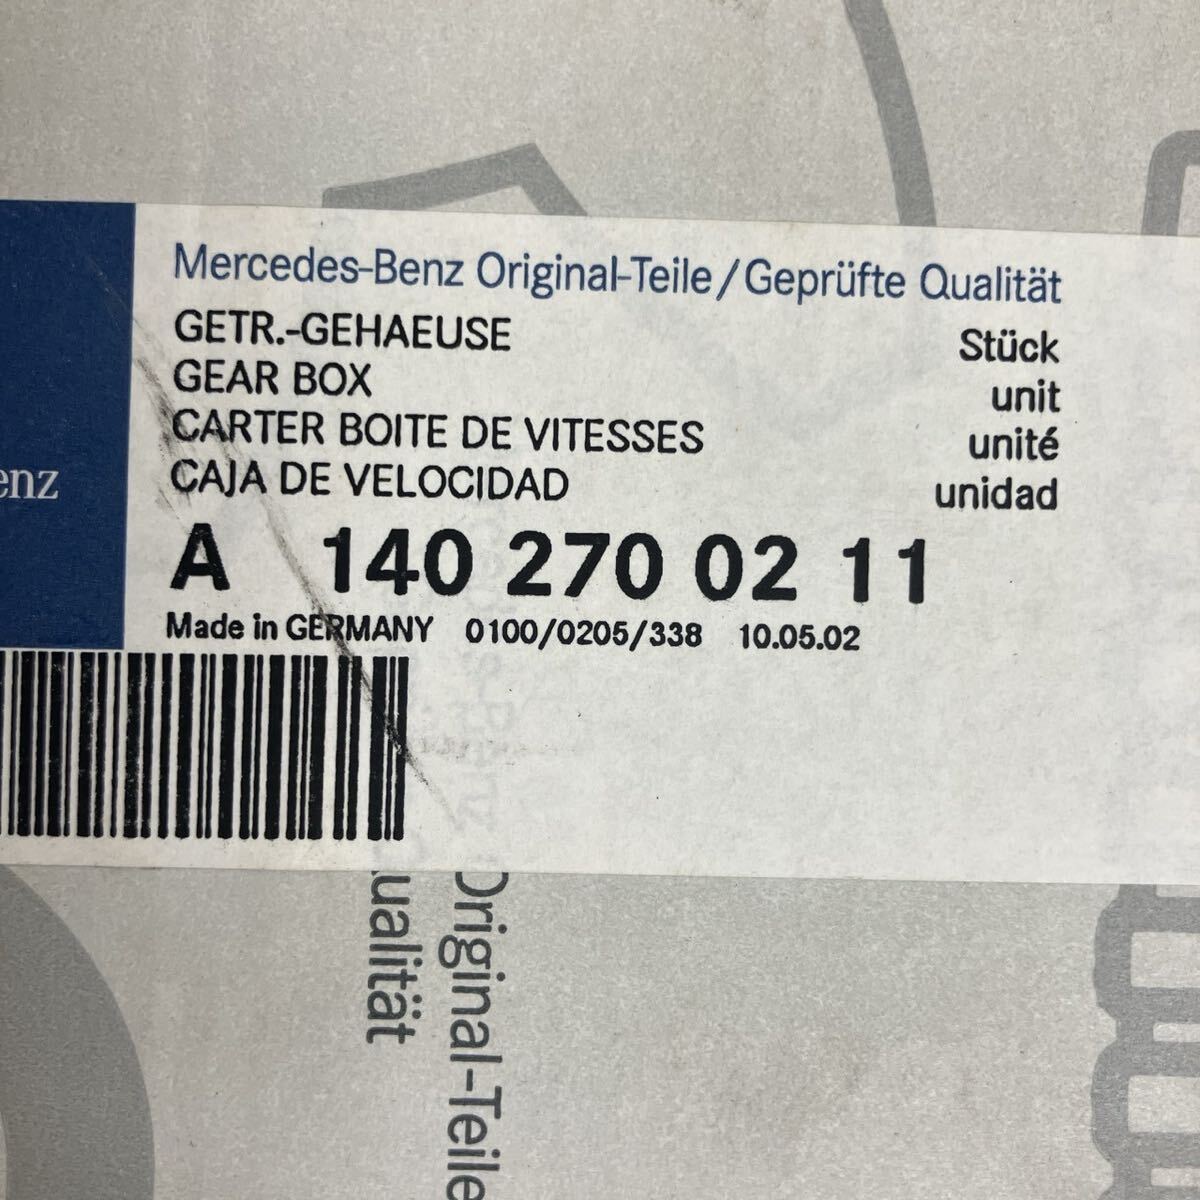 Mercedes-Benz Original-Teile/Geprüfte Qualität
GETR.-GEHAEUSE Stück
GEAR BOX unit
CARTER BOITE DE VITESSES unité
CAJA DE VELOCIDAD unidad
A 140 270 02 11
Made in GERMANY 0100/0205/338 10.05.02
enz
Original-Teile
Qualität